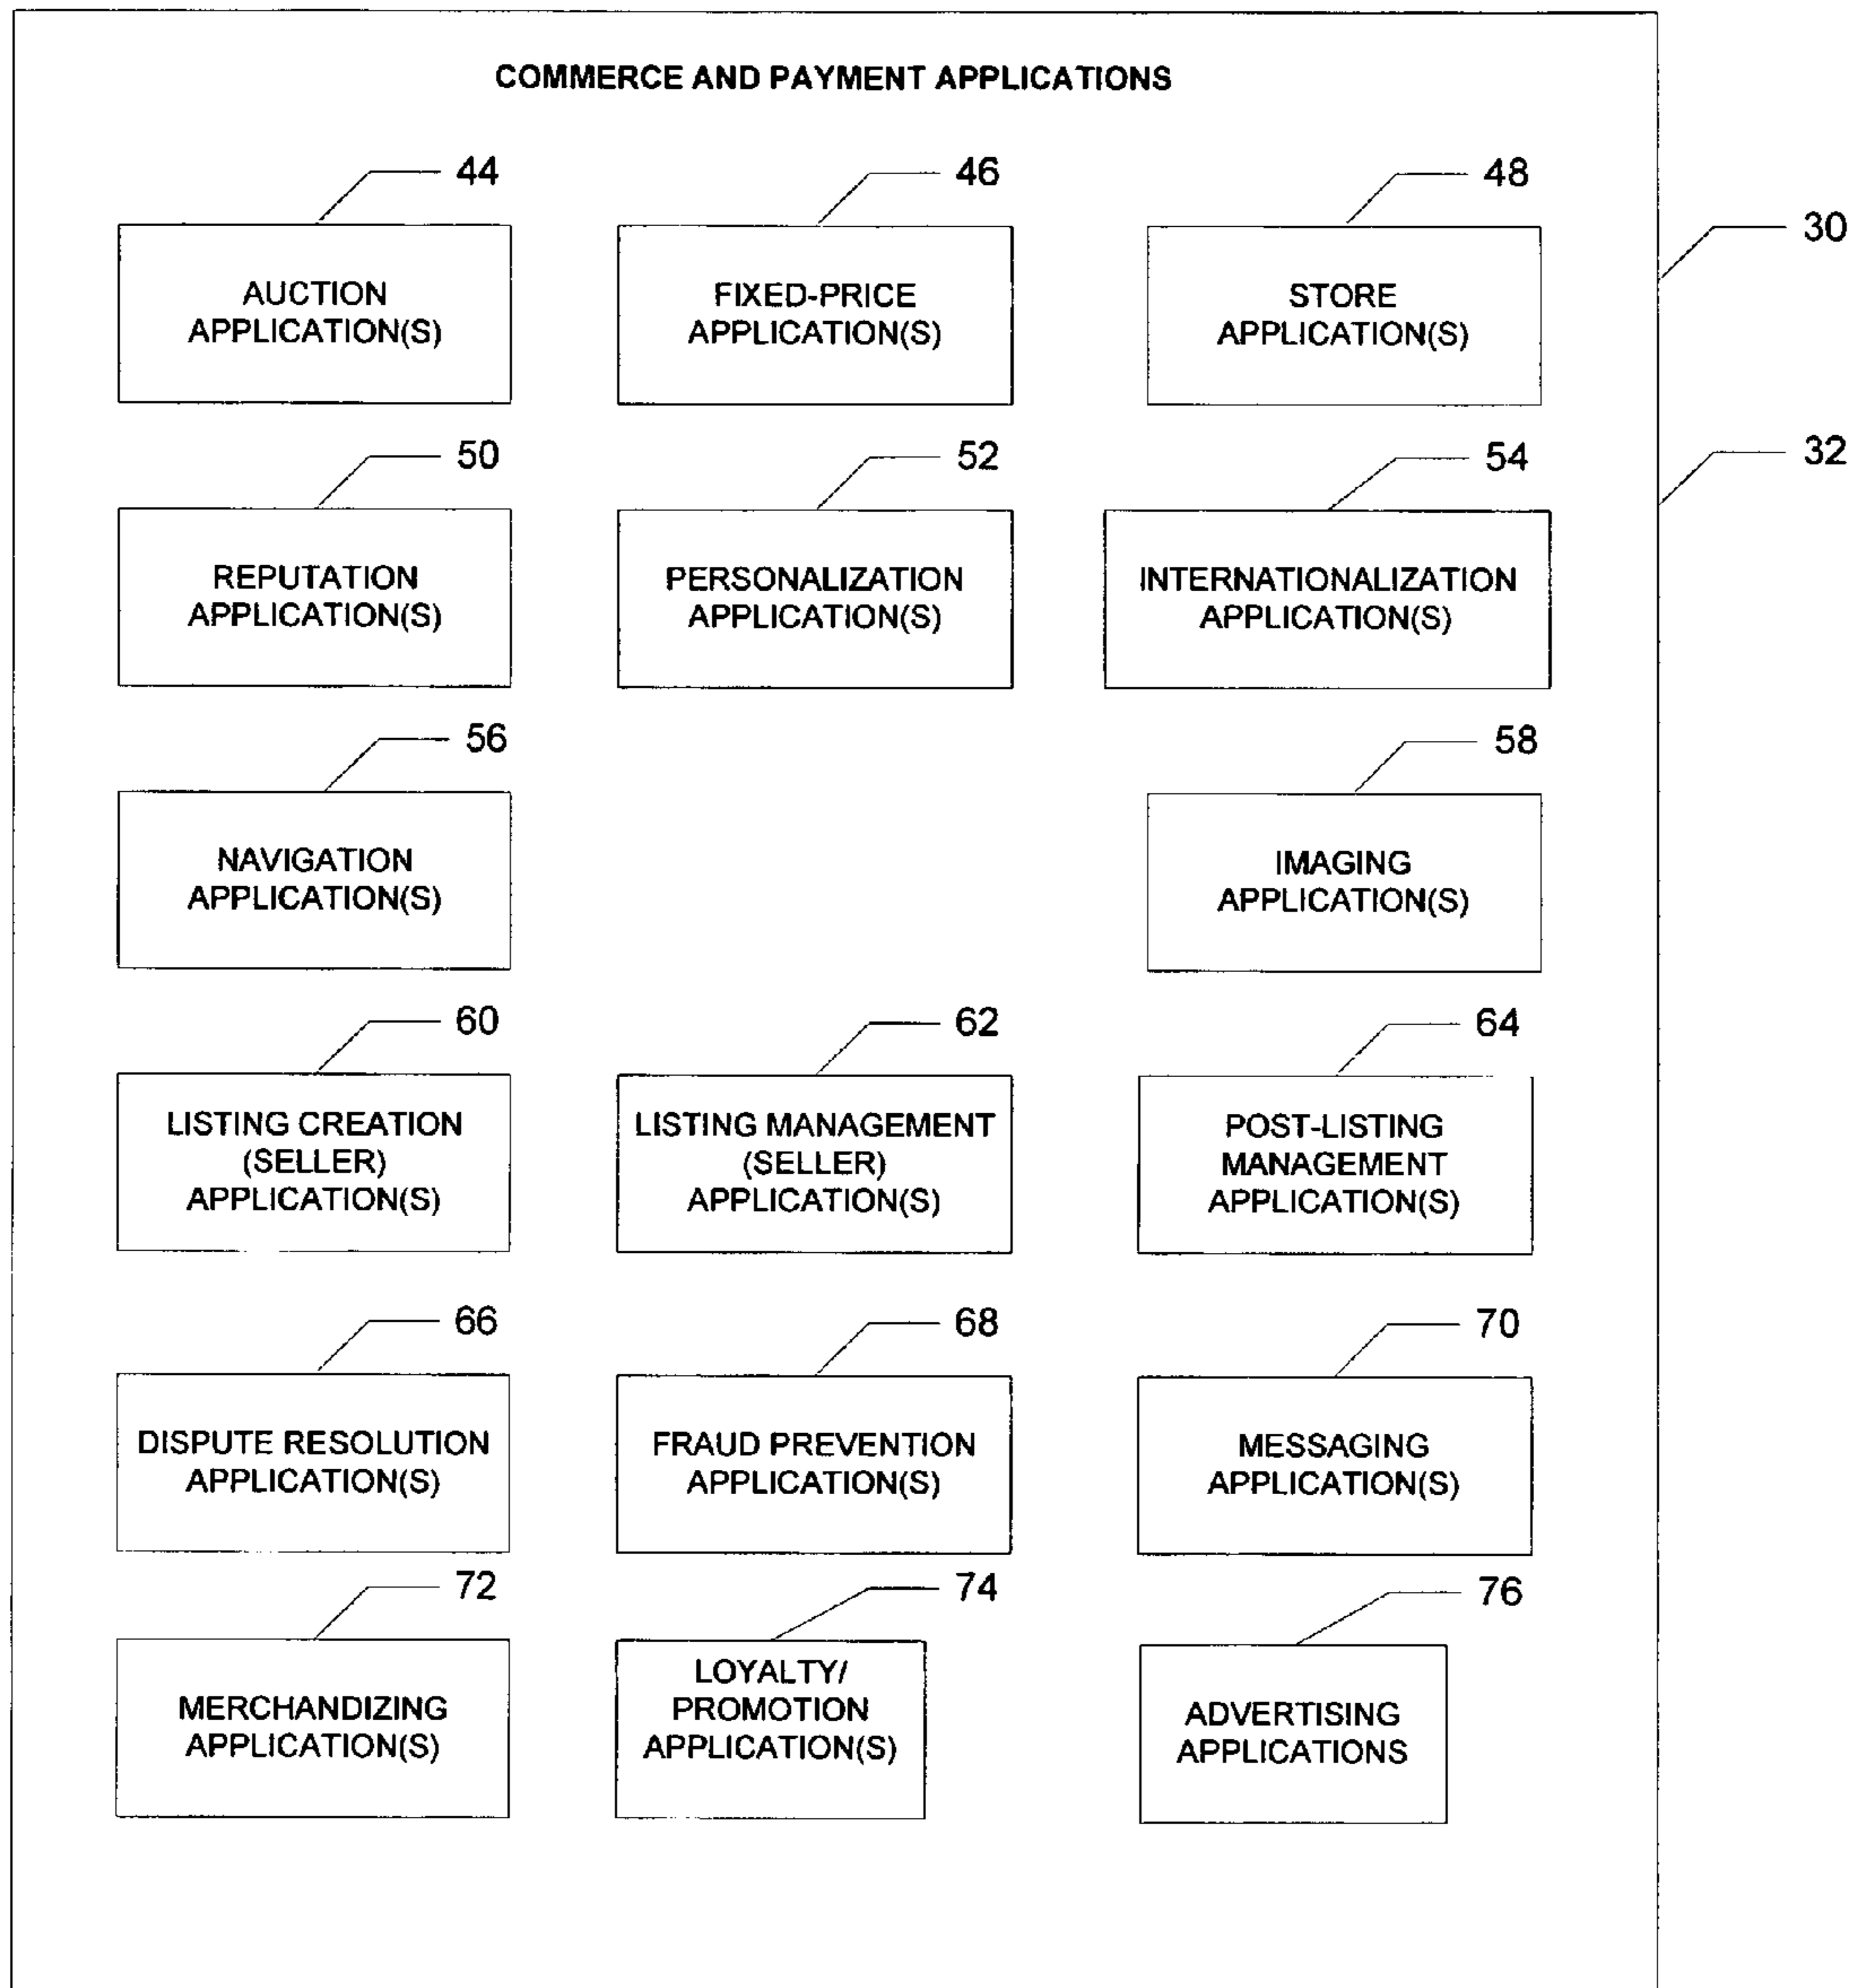 COMMERCE AND PAYMENT APPLICATIONS
44
46
48
30
AUCTION
APPLICATION(S)
FIXED-PRICE
APPLICATION(S)
STORE
APPLICATION(S)
50
52
54
32
REPUTATION
APPLICATION(S)
PERSONALIZATION
APPLICATION(S)
INTERNATIONALIZATION
APPLICATION(S)
56
58
NAVIGATION
APPLICATION(S)
IMAGING
APPLICATION(S)
60
62
64
LISTING CREATION
(SELLER)
APPLICATION(S)
LISTING MANAGEMENT
(SELLER)
APPLICATION(S)
POST-LISTING
MANAGEMENT
APPLICATION(S)
66
68
70
DISPUTE RESOLUTION
APPLICATION(S)
FRAUD PREVENTION
APPLICATION(S)
MESSAGING
APPLICATION(S)
72
74
76
MERCHANDIZING
APPLICATION(S)
LOYALTY/
PROMOTION
APPLICATION(S)
ADVERTISING
APPLICATIONS